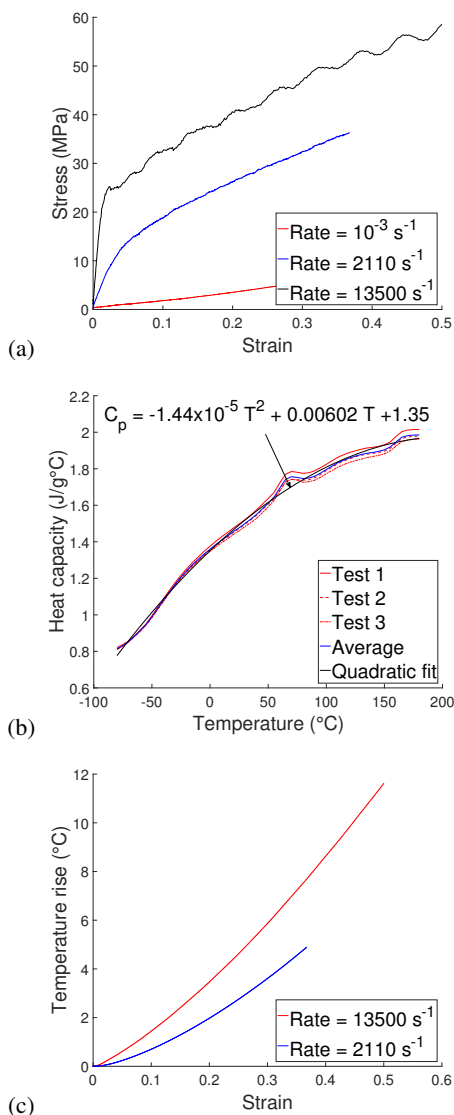 60
50
40
30
20
10
0
Stress (MPa)
Rate = 10⁻³ s⁻¹
Rate = 2110 s⁻¹
Rate = 13500 s⁻¹
0 0.1 0.2 0.3 0.4 0.5
Strain
(a)
2.2
2
1.8
1.6
1.4
1.2
1
0.8
0.6
Heat capacity (J/g°C)
C_p = -1.44x10⁻⁵ T² + 0.00602 T +1.35
Test 1
Test 2
Test 3
Average
Quadratic fit
-100 -50 0 50 100 150 200
Temperature (°C)
(b)
12
10
8
6
4
2
0
Temperature rise (°C)
Rate = 13500 s⁻¹
Rate = 2110 s⁻¹
0 0.1 0.2 0.3 0.4 0.5 0.6
Strain
(c)